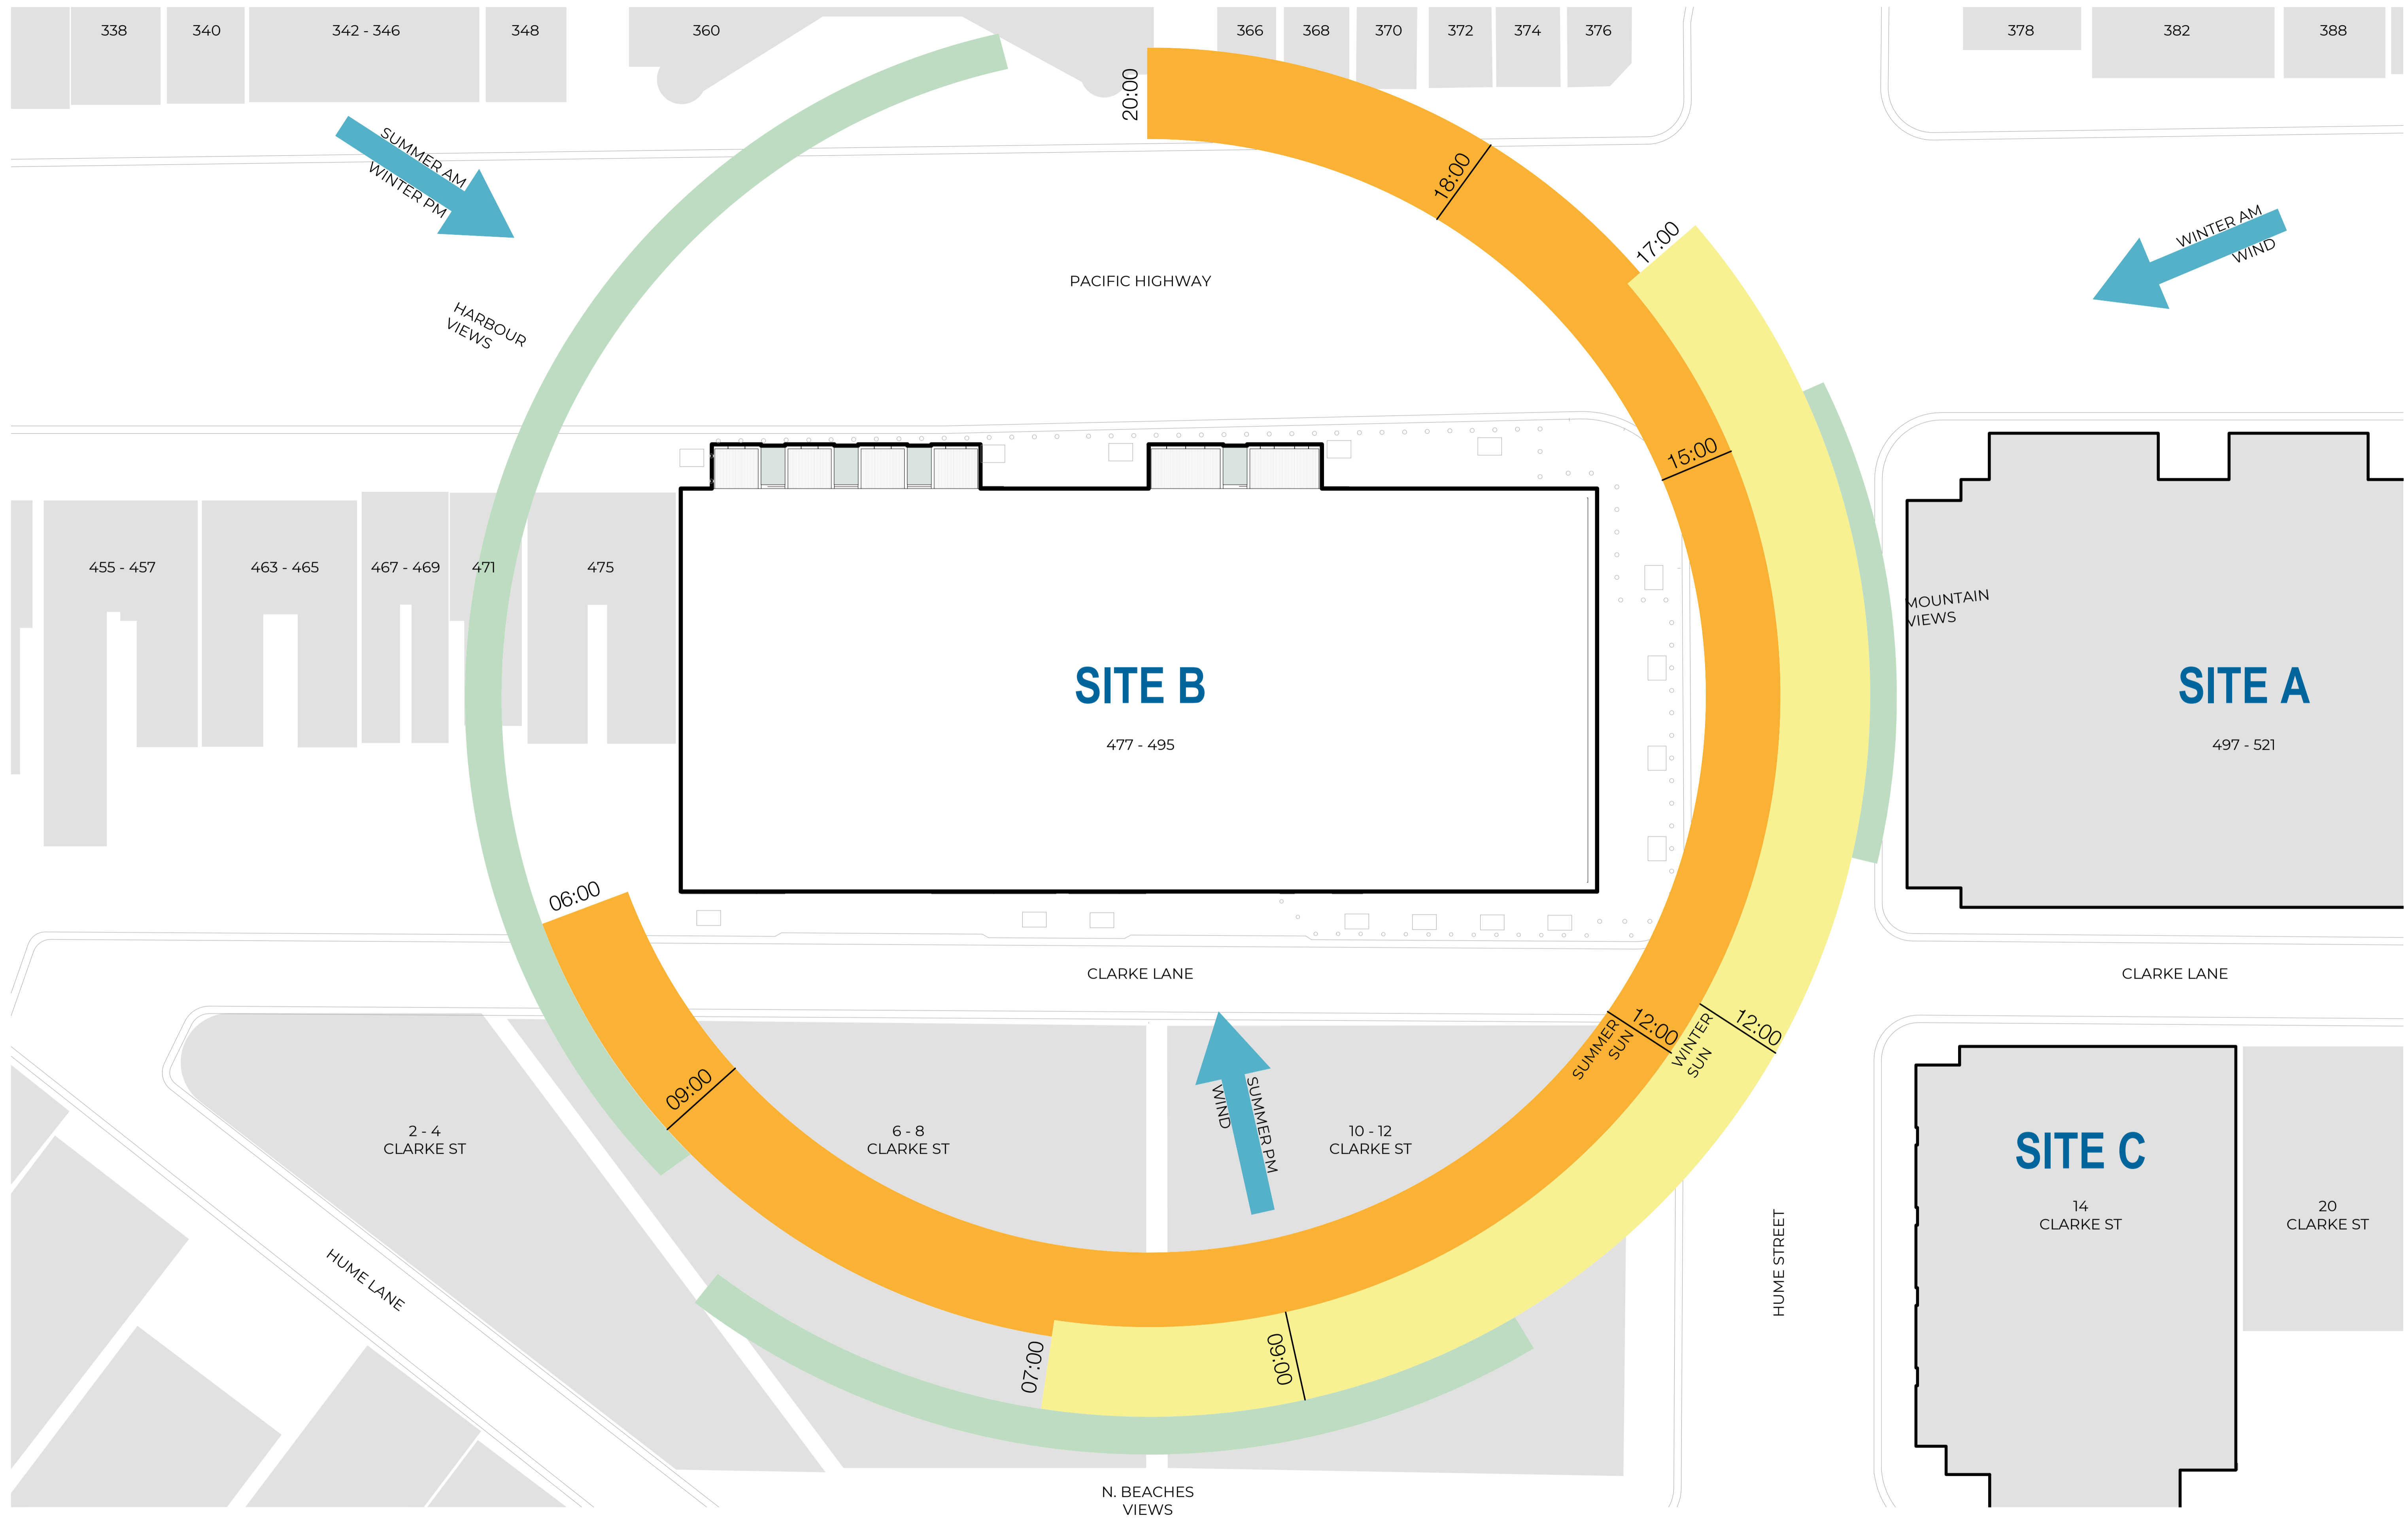 338
340
342 - 346
348
360
366
368
370
372
374
376
378
382
388
20:00
SUMMER AM
WINTER PM
18:00
17:00
WINTER AM
WIND
PACIFIC HIGHWAY
HARBOUR
VIEWS
15:00
455 - 457
463 - 465
467 - 469
471
475
MOUNTAIN
VIEWS
SITE B
477 - 495
SITE A
497 - 521
06:00
CLARKE LANE
CLARKE LANE
12:00
SUMMER
SUN
12:00
WINTER
SUN
09:00
SUMMER PM
WIND
2 - 4
CLARKE ST
6 - 8
CLARKE ST
10 - 12
CLARKE ST
SITE C
14
CLARKE ST
20
CLARKE ST
HUME LANE
HUME STREET
07:00
09:00
N. BEACHES
VIEWS